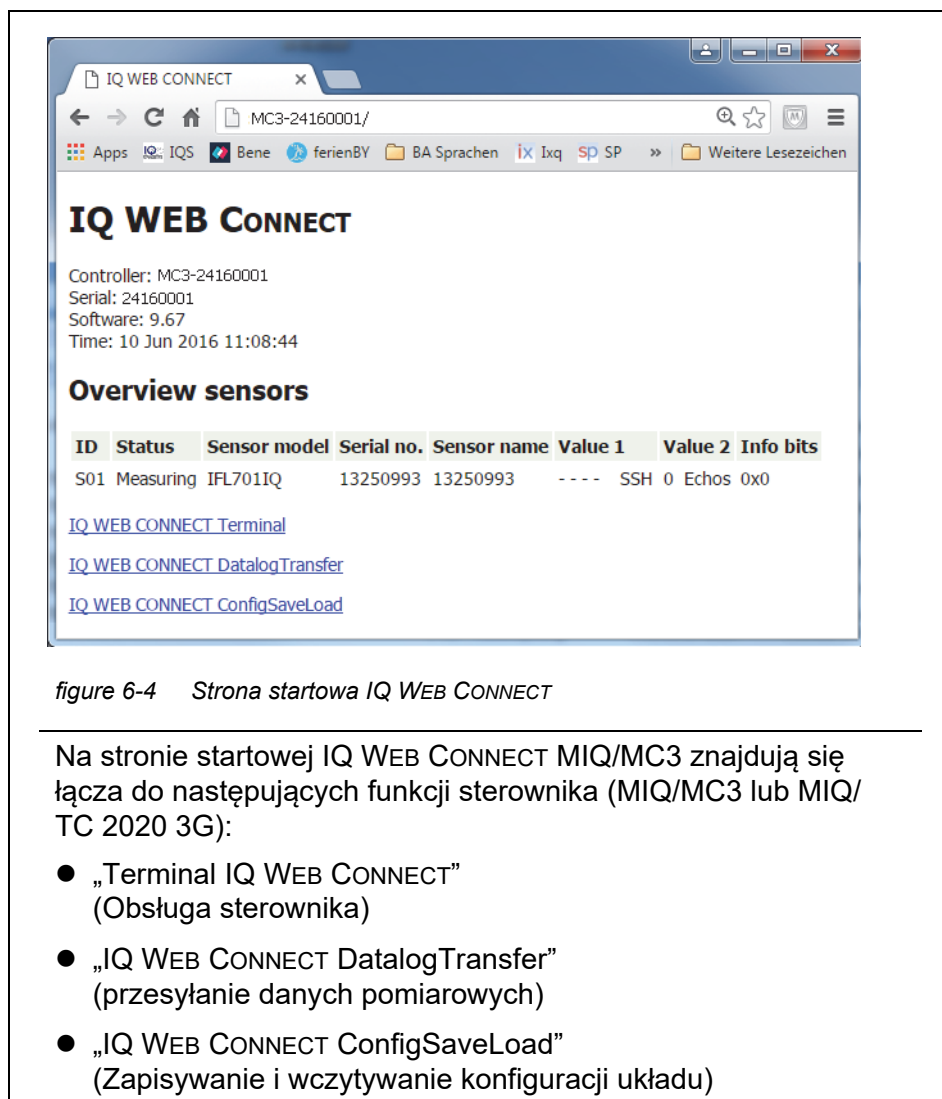 IQ WEB CONNECT
MC3-24160001/
Apps IQS Bene ferienBY BA Sprachen Ixq SP » Weitere Lesezeichen
IQ WEB CONNECT
Controller: MC3-24160001
Serial: 24160001
Software: 9.67
Time: 10 Jun 2016 11:08:44
Overview sensors
ID Status Sensor model Serial no. Sensor name Value 1 Value 2 Info bits
S01 Measuring IFL701IQ 13250993 13250993 ---- SSH 0 Echos 0x0
IQ WEB CONNECT Terminal
IQ WEB CONNECT DatalogTransfer
IQ WEB CONNECT ConfigSaveLoad
figure 6-4 Strona startowa IQ WEB CONNECT
Na stronie startowej IQ WEB CONNECT MIQ/MC3 znajdują się
łącza do następujących funkcji sterownika (MIQ/MC3 lub MIQ/
TC 2020 3G):
● „Terminal IQ WEB CONNECT”
(Obsługa sterownika)
● „IQ WEB CONNECT DatalogTransfer”
(przesyłanie danych pomiarowych)
● „IQ WEB CONNECT ConfigSaveLoad”
(Zapisywanie i wczytywanie konfiguracji układu)